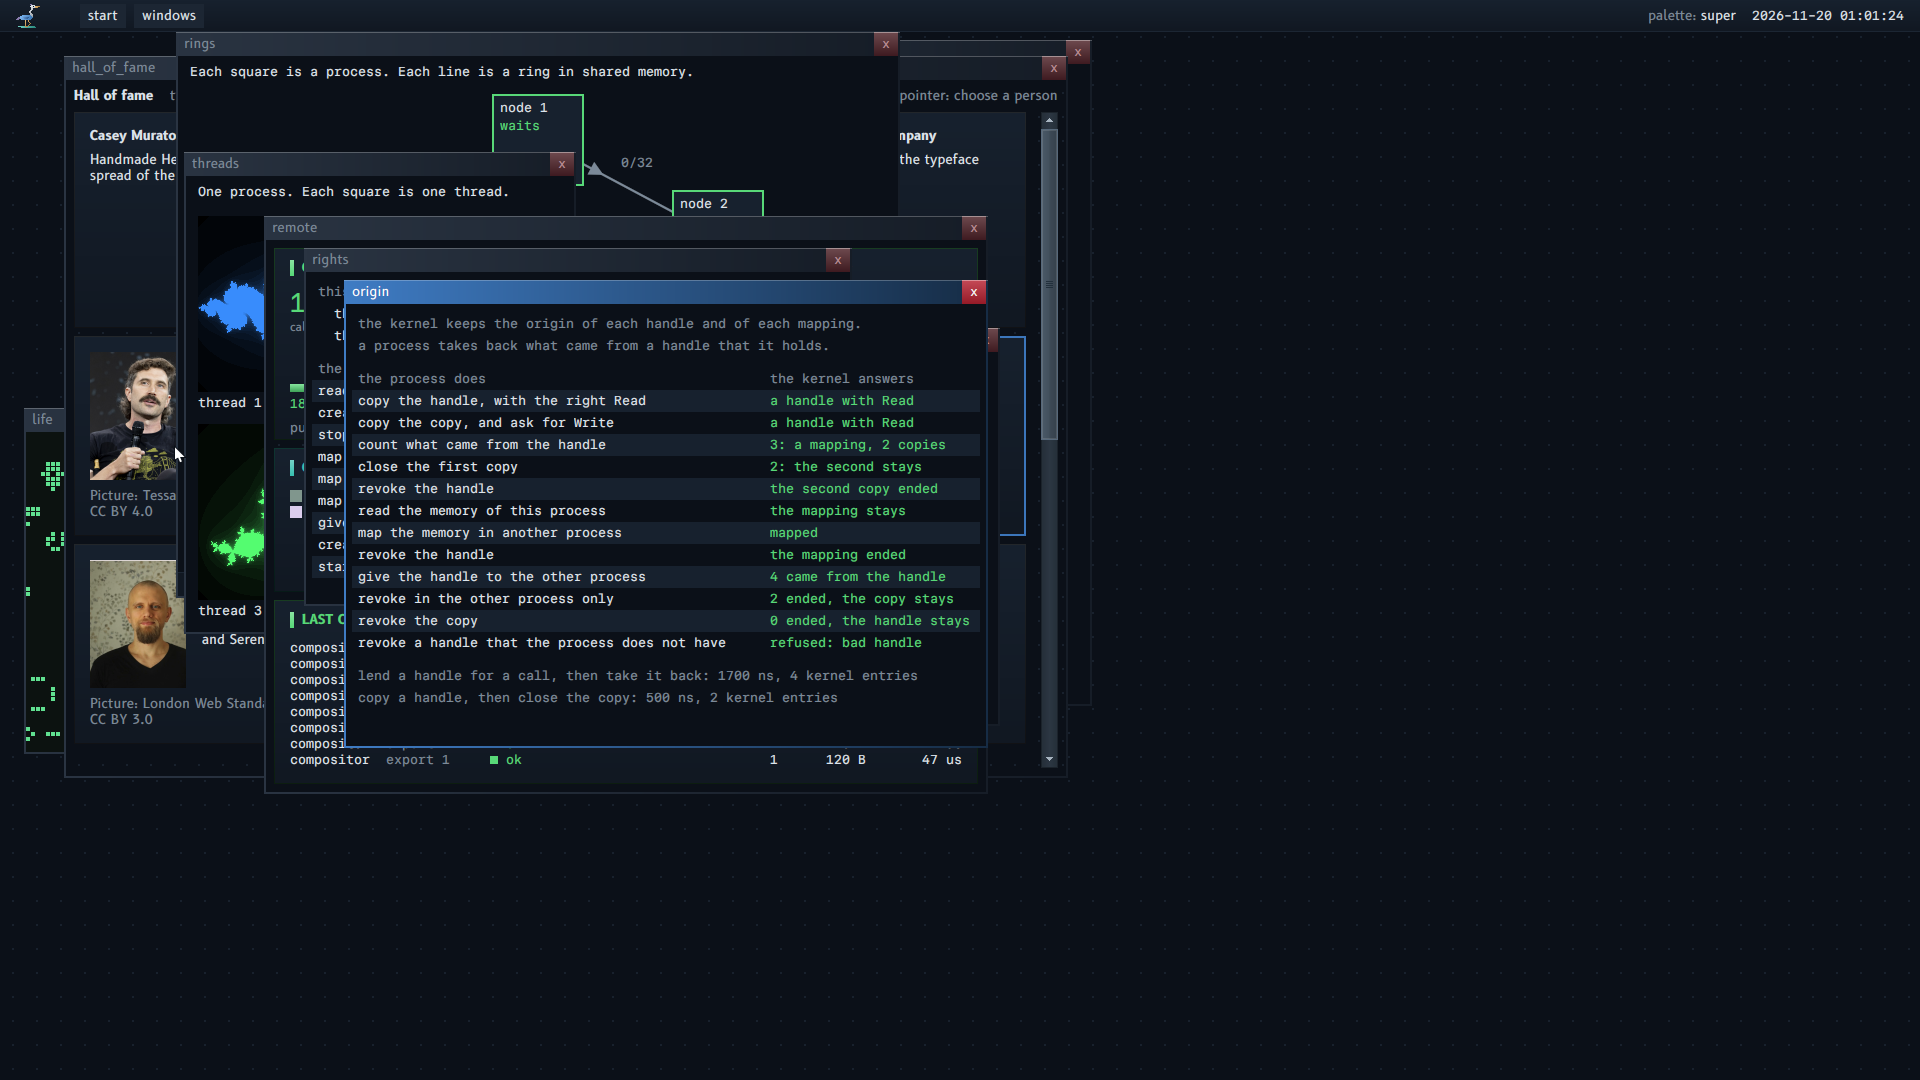 start windows palette: super 2026-11-20 01:01:24
rings x
x
hall_of_fame
x
Each square is a process. Each line is a ring in shared memory.
Hall of fame
pointer: choose a person
node 1
waits
Casey Murato
Handmade He
spread of the
mpany
the typeface
threads x
0/32
One process. Each square is one thread.
node 2
remote x
rights x
origin x
the kernel keeps the origin of each handle and of each mapping.
a process takes back what came from a handle that it holds.
the process does the kernel answers
copy the handle, with the right Read a handle with Read
copy the copy, and ask for Write a handle with Read
count what came from the handle 3: a mapping, 2 copies
close the first copy 2: the second stays
revoke the handle the second copy ended
read the memory of this process the mapping stays
map the memory in another process mapped
revoke the handle the mapping ended
give the handle to the other process 4 came from the handle
revoke in the other process only 2 ended, the copy stays
revoke the copy 0 ended, the handle stays
revoke a handle that the process does not have refused: bad handle
lend a handle for a call, then take it back: 1700 ns, 4 kernel entries
copy a handle, then close the copy: 500 ns, 2 kernel entries
the
map
map
map
thread 1
life
Picture: Tessa
CC BY 4.0
thread 3
and Seren
Picture: London Web Standa
CC BY 3.0
18
LAST C
composi
composi
composi
composi
composi
composi
composi
compositor export 1 ok 1 120 B 47 us